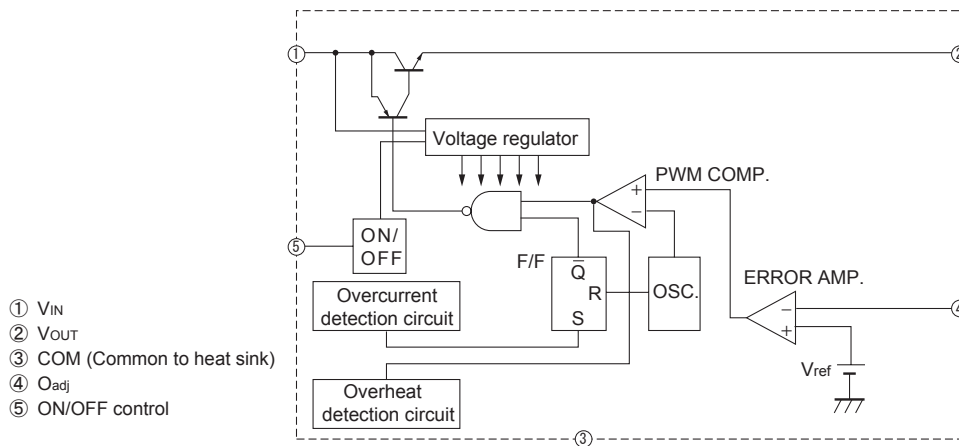 ①
②
Voltage regulator
PWM COMP.
+
−
ON/
OFF
⑤
F/F
Q̅
R
S
OSC.
ERROR AMP.
−
+
④
Vref
Overcurrent
detection circuit
Overheat
detection circuit
③
① VIN
② VOUT
③ COM (Common to heat sink)
④ Oadj
⑤ ON/OFF control